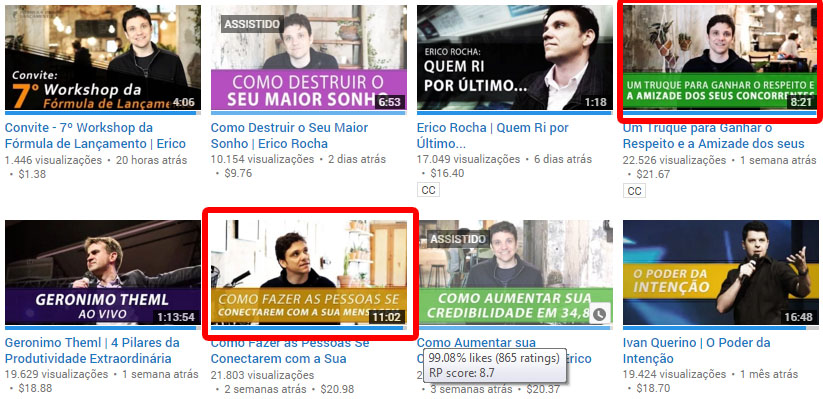 Convite:
7º Workshop da
Fórmula de Lançame
4:06
ASSISTIDO
COMO DESTRUIR O
SEU MAIOR SONHO
6:53
ERICO ROCHA:
QUEM RI
POR ÚLTIMO...
1:18
UM TRUQUE PARA GANHAR O RESPEITO E
A AMIZADE DOS SEUS CONCORRENTES
8:21
Convite - 7º Workshop da
Fórmula de Lançamento | Erico
1.446 visualizações • 20 horas atrás
• $1.38
Como Destruir o Seu Maior
Sonho | Erico Rocha
10.154 visualizações • 2 dias atrás
• $9.76
Erico Rocha | Quem Ri por
Último...
17.049 visualizações • 6 dias atrás
• $16.40
CC
Um Truque para Ganhar o
Respeito e a Amizade dos seus
22.526 visualizações • 1 semana atrás
• $21.67
CC
GERONIMO THEML
AO VIVO
1:13:54
COMO FAZER AS PESSOAS SE
CONECTAREM COM A SUA MENS
11:02
ASSISTIDO
COMO AUMENTAR SUA
CREDIBILIDADE EM 34,8
O PODER DA
INTENÇÃO
16:48
Geronimo Theml | 4 Pilares da
Produtividade Extraordinária
19.629 visualizações • 1 semana atrás
• $18.88
Como Fazer as Pessoas Se
Conectarem com a Sua
21.803 visualizações
• 2 semanas atrás • $20.98
Como Aumentar sua
Erico
99.08% likes (865 ratings)
RP score: 8.7
• 3 semanas atrás • $20.37
Ivan Querino | O Poder da
Intenção
19.424 visualizações • 1 mês atrás
• $18.70